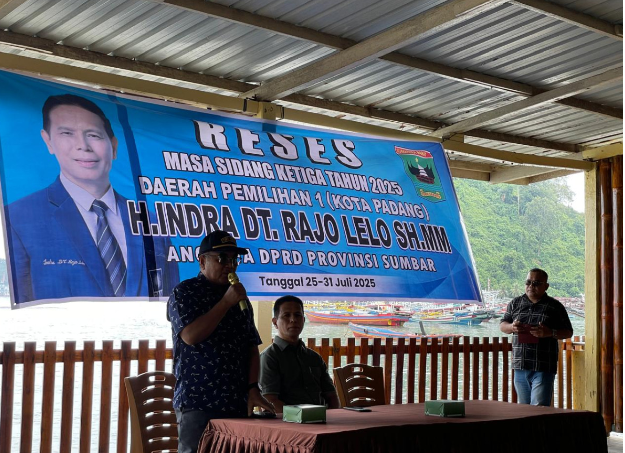 RESES
MASA SIDANG KETIGA TAHUN 2025
DAERAH PEMILIHAN 1 (KOTA PADANG)
H.INDRA DT. RAJO LELO SH.MM
ANGGOTA DPRD PROVINSI SUMBAR
Tanggal 25-31 Juli 2025